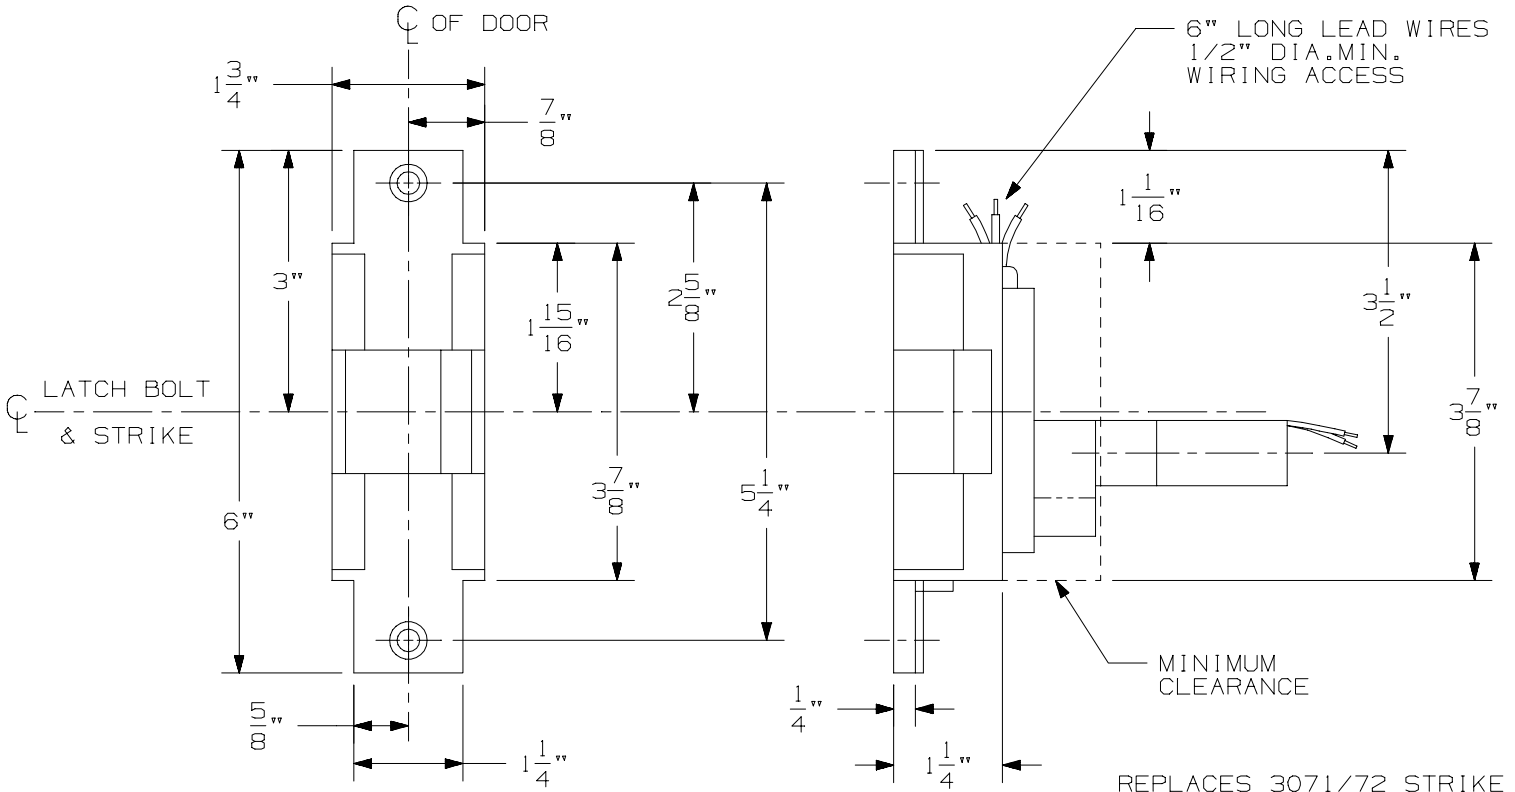 ℄ OF DOOR
6" LONG LEAD WIRES
1/2" DIA.MIN.
WIRING ACCESS
1 3/4"
7/8"
1 1/16"
3"
2 5/8"
3 1/2"
1 15/16"
℄ LATCH BOLT
& STRIKE
3 7/8"
3 7/8"
5 1/4"
6"
MINIMUM
CLEARANCE
5/8"
1/4"
1 1/4"
1 1/4"
REPLACES 3071/72 STRIKE